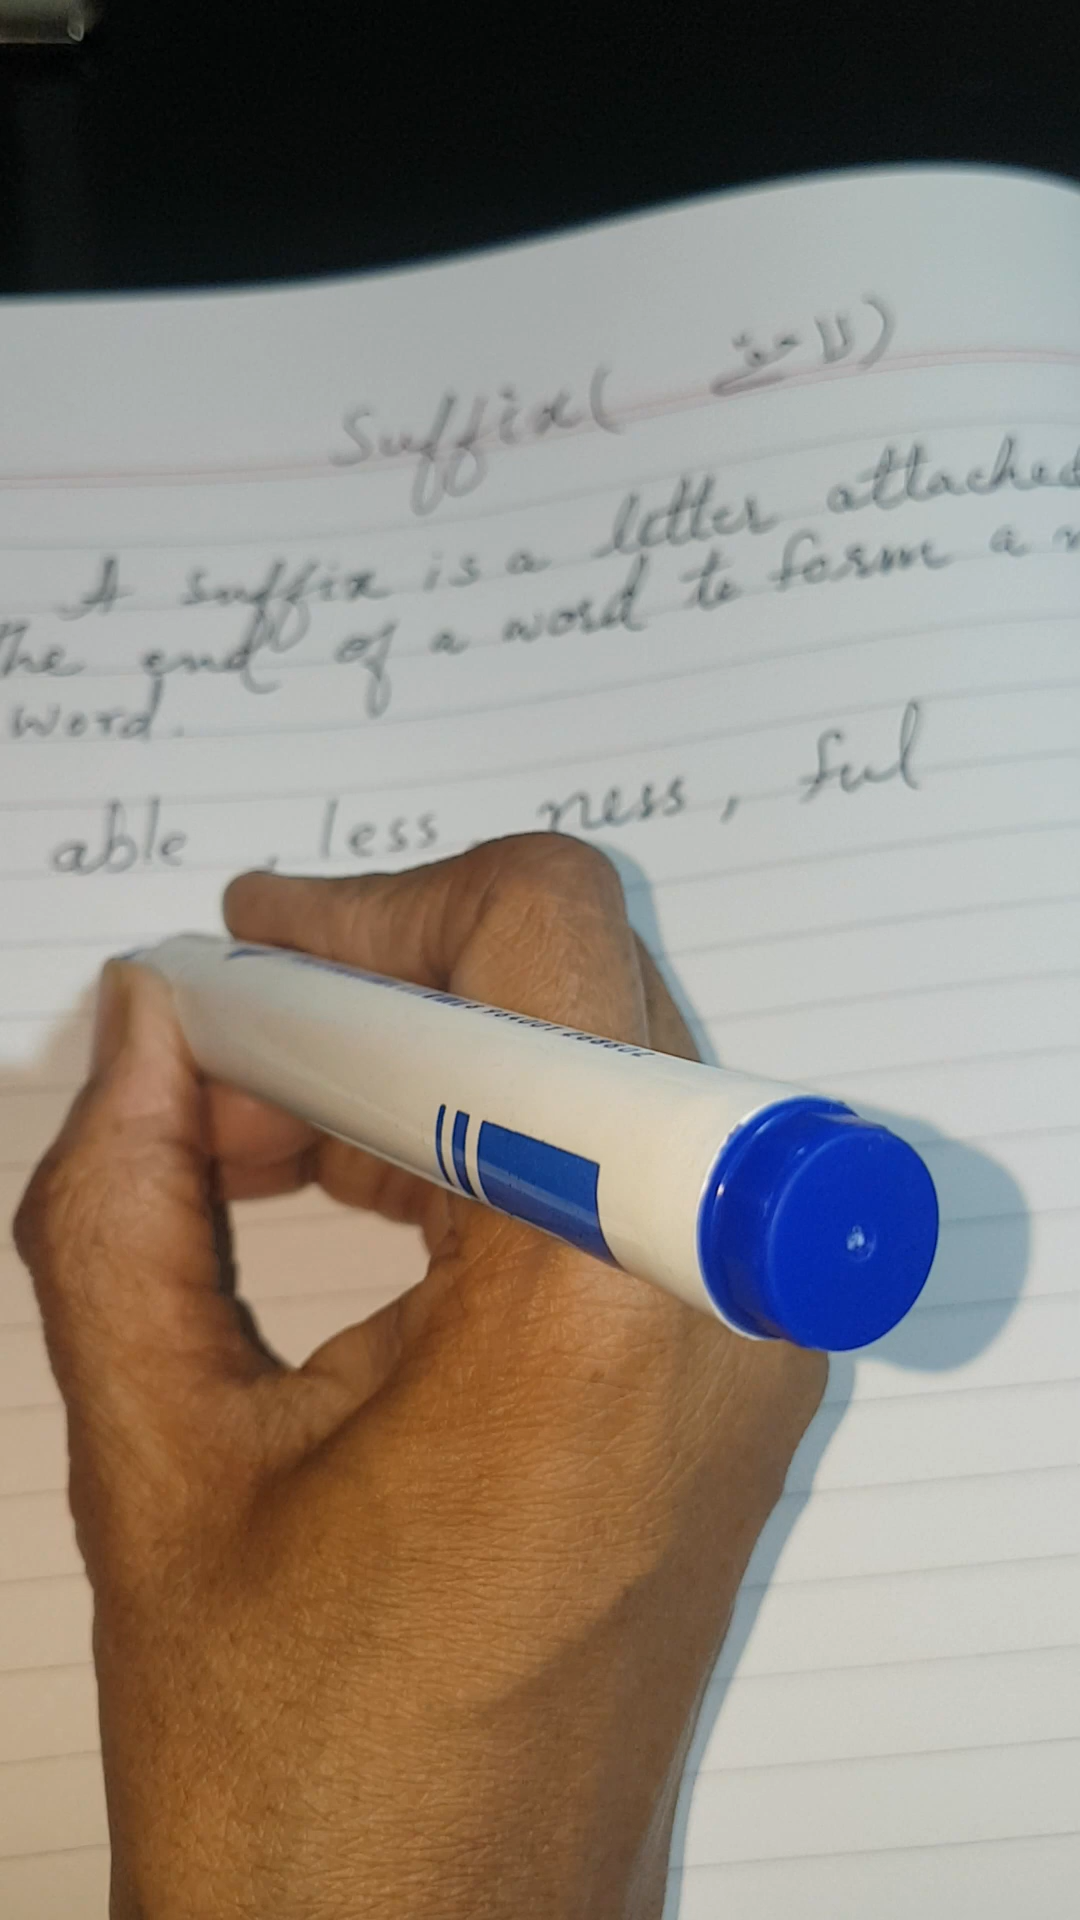 Suffix( لاحقہ)
A suffix is a letter attached
The end of a word to form a
word.
able , less , ness, ful